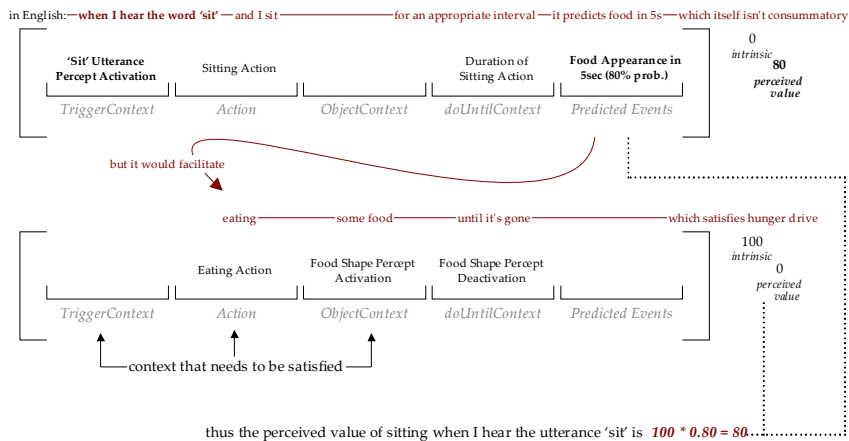 in English: when I hear the word 'sit' and I sit for an appropriate interval it predicts food in 5s which itself isn't consummatory
'Sit' Utterance Percept Activation
Sitting Action
Duration of Sitting Action
Food Appearance in 5sec (80% prob.)
0
intrinsic
80
perceived value
TriggerContext Action ObjectContext doUntilContext Predicted Events
but it would facilitate
eating some food until it's gone which satisfies hunger drive
Eating Action
Food Shape Percept Activation
Food Shape Percept Deactivation
100
intrinsic
0
perceived value
TriggerContext Action ObjectContext doUntilContext Predicted Events
context that needs to be satisfied
thus the perceived value of sitting when I hear the utterance 'sit' is 100 * 0.80 = 80